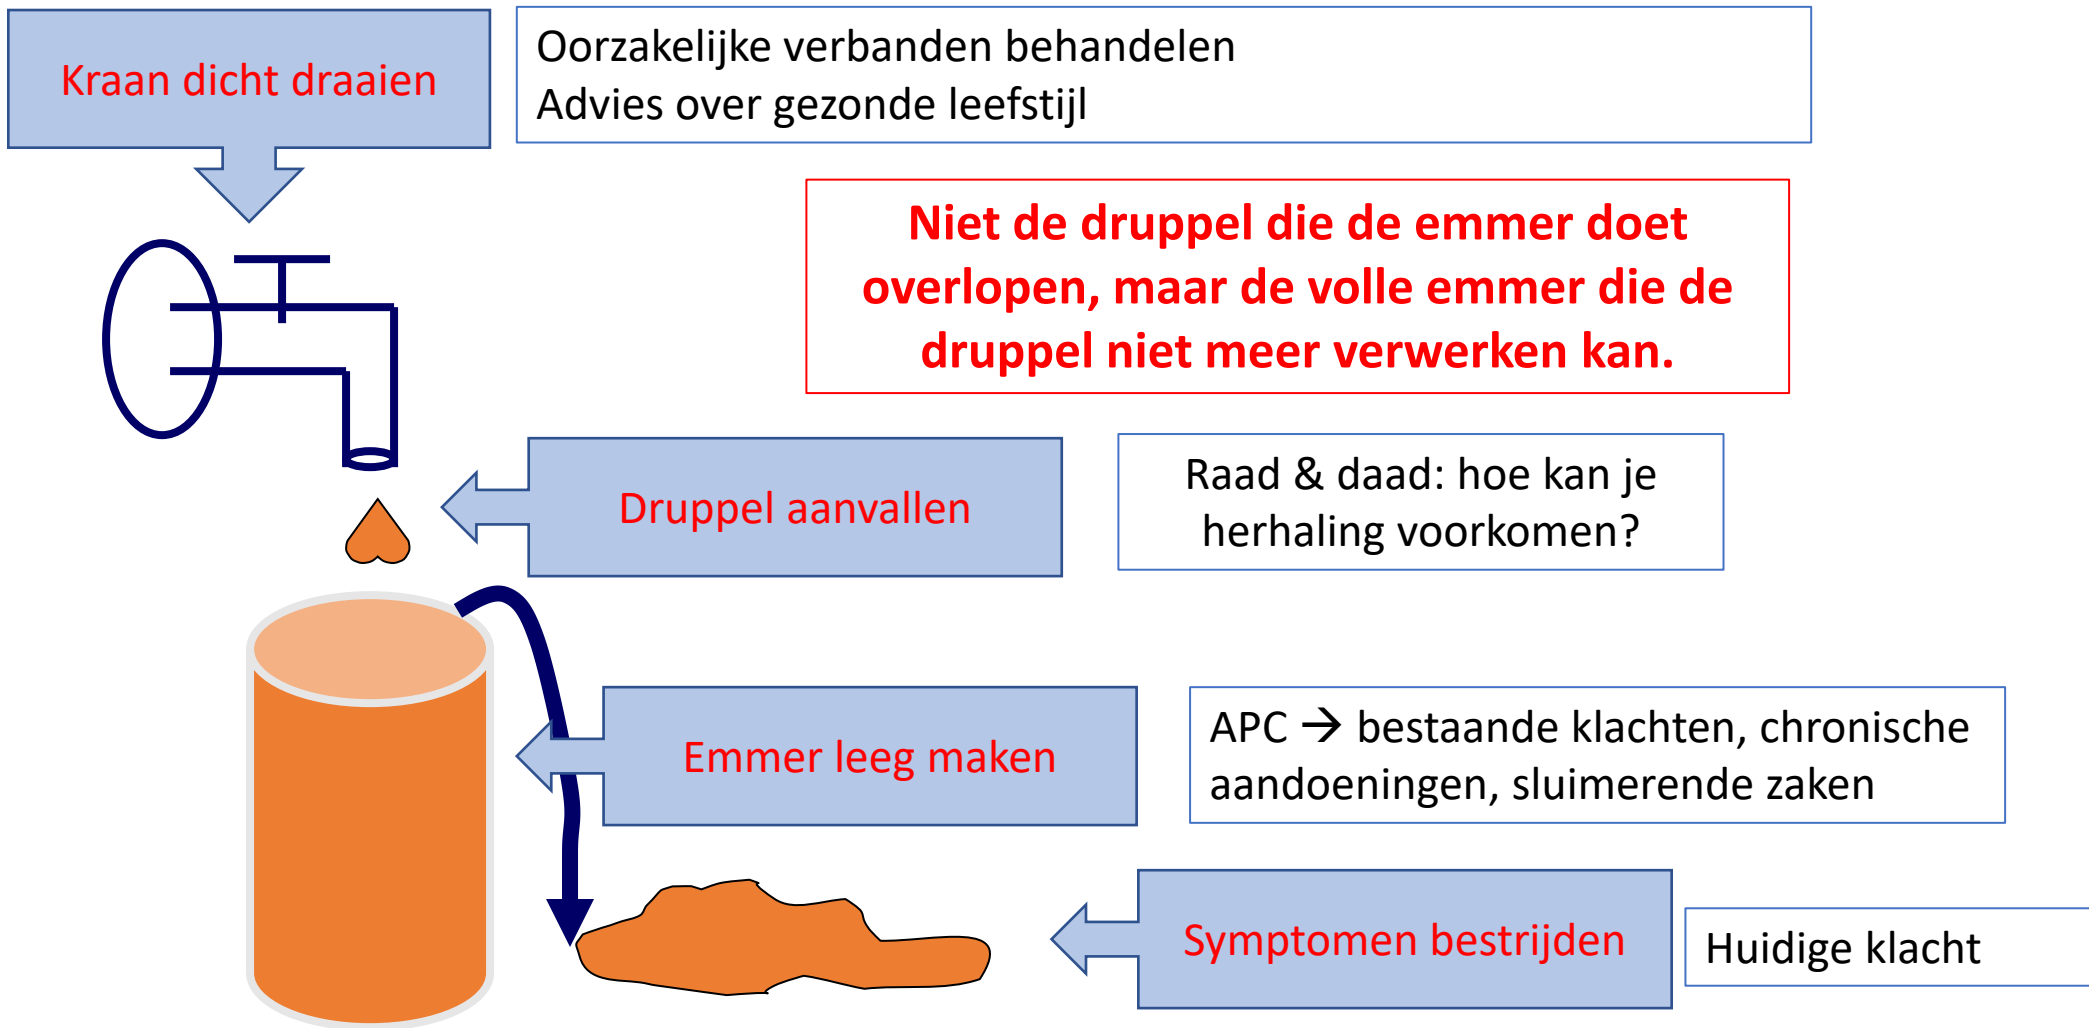 Kraan dicht draaien
Oorzakelijke verbanden behandelen
Advies over gezonde leefstijl
Niet de druppel die de emmer doet
overlopen, maar de volle emmer die de
druppel niet meer verwerken kan.
Druppel aanvallen
Raad & daad: hoe kan je
herhaling voorkomen?
Emmer leeg maken
APC → bestaande klachten, chronische
aandoeningen, sluimerende zaken
Symptomen bestrijden
Huidige klacht